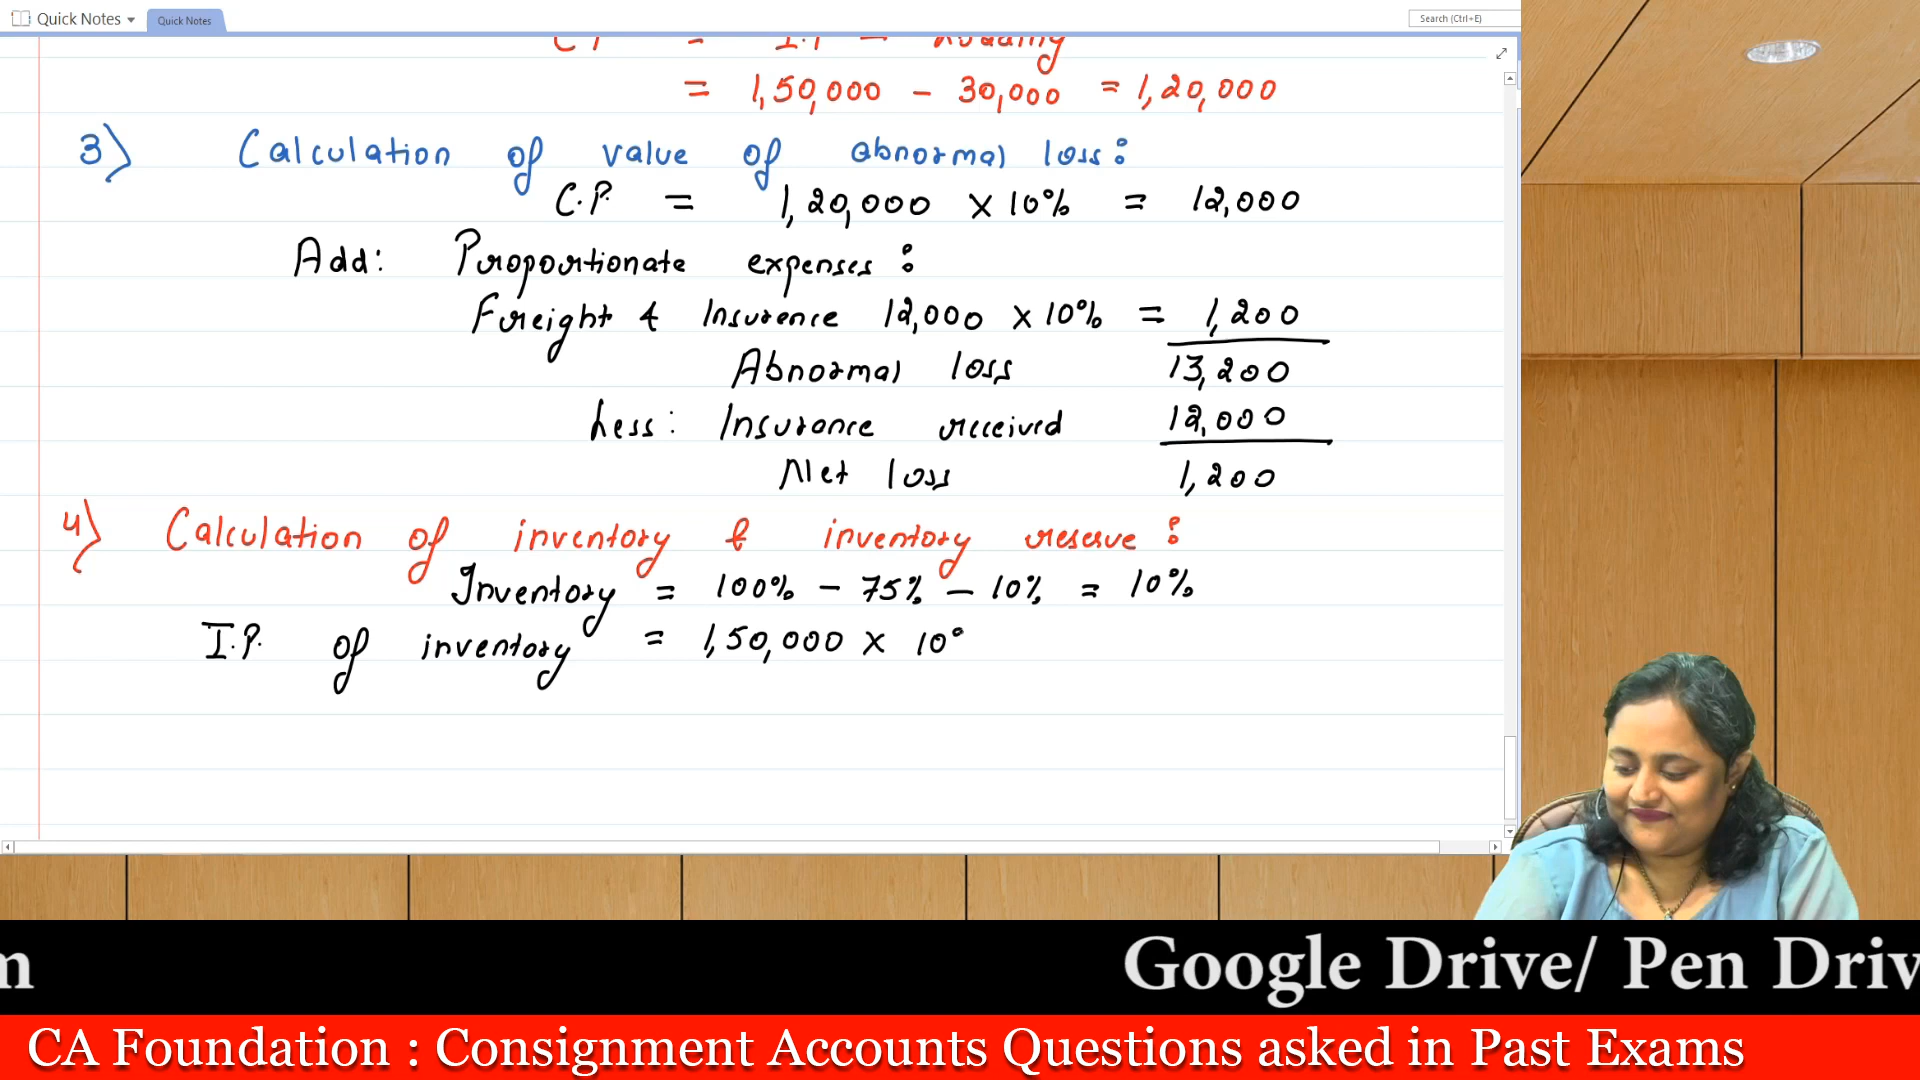 Quick Notes
Quick Notes
Search (Ctrl+E)
= 1,50,000 - 30,000 = 1,20,000
3) Calculation of value of abnormal loss:
C.P. = 1,20,000 x 10% = 12,000
Add: Proportionate expenses:
Freight & Insurance 12,000 x 10% = 1,200
Abnormal loss 13,200
Less: Insurance received 12,000
Net loss 1,200
4) Calculation of inventory & inventory reserve:
Inventory = 100% - 75% - 10% = 10%
I.P. of inventory = 1,50,000 x 10
Google Drive/ Pen Driv
CA Foundation : Consignment Accounts Questions asked in Past Exams